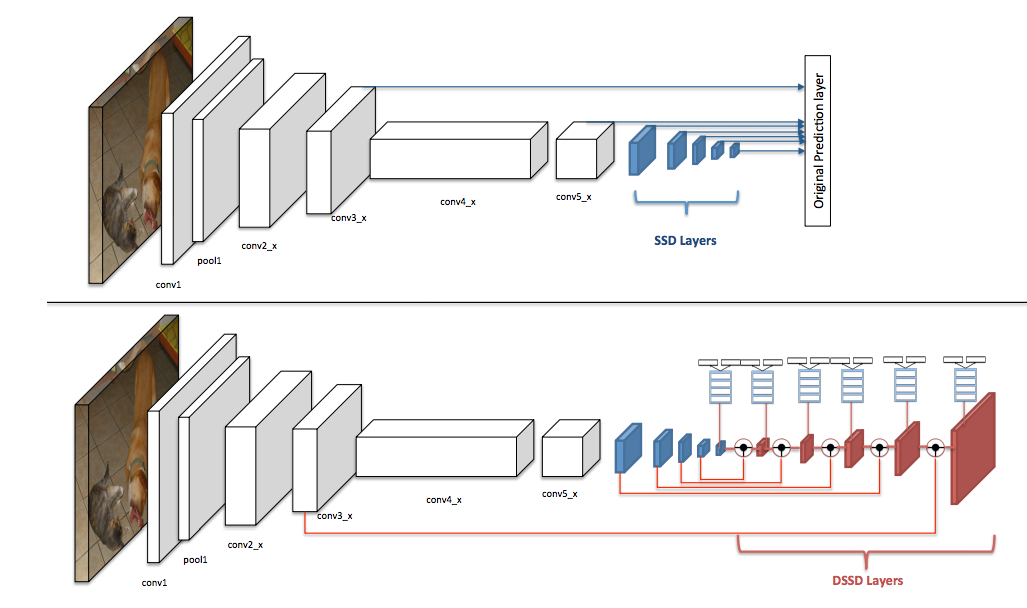 Original Prediction layer
conv1
pool1
conv2_x
conv3_x
conv4_x
conv5_x
SSD Layers
conv1
pool1
conv2_x
conv3_x
conv4_x
conv5_x
DSSD Layers